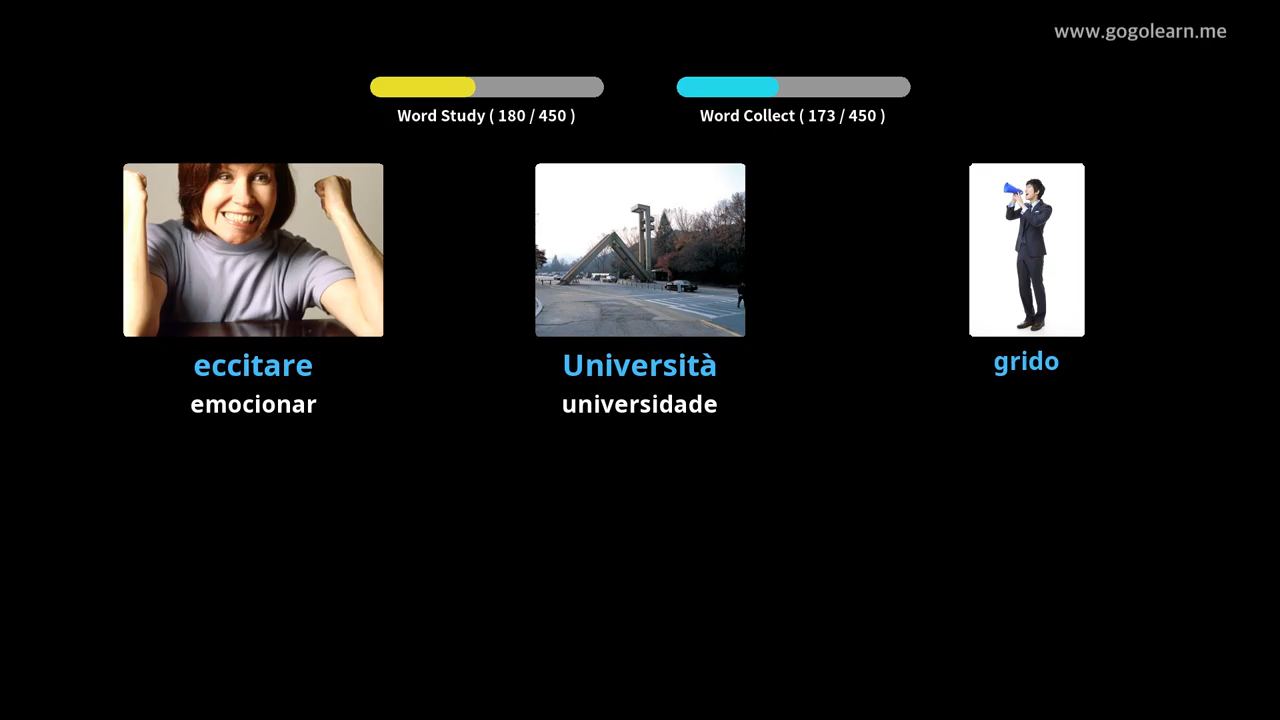 www.gogolearn.me
Word Study ( 180 / 450 )
Word Collect ( 173 / 450 )
eccitare
emocionar
Università
universidade
grido